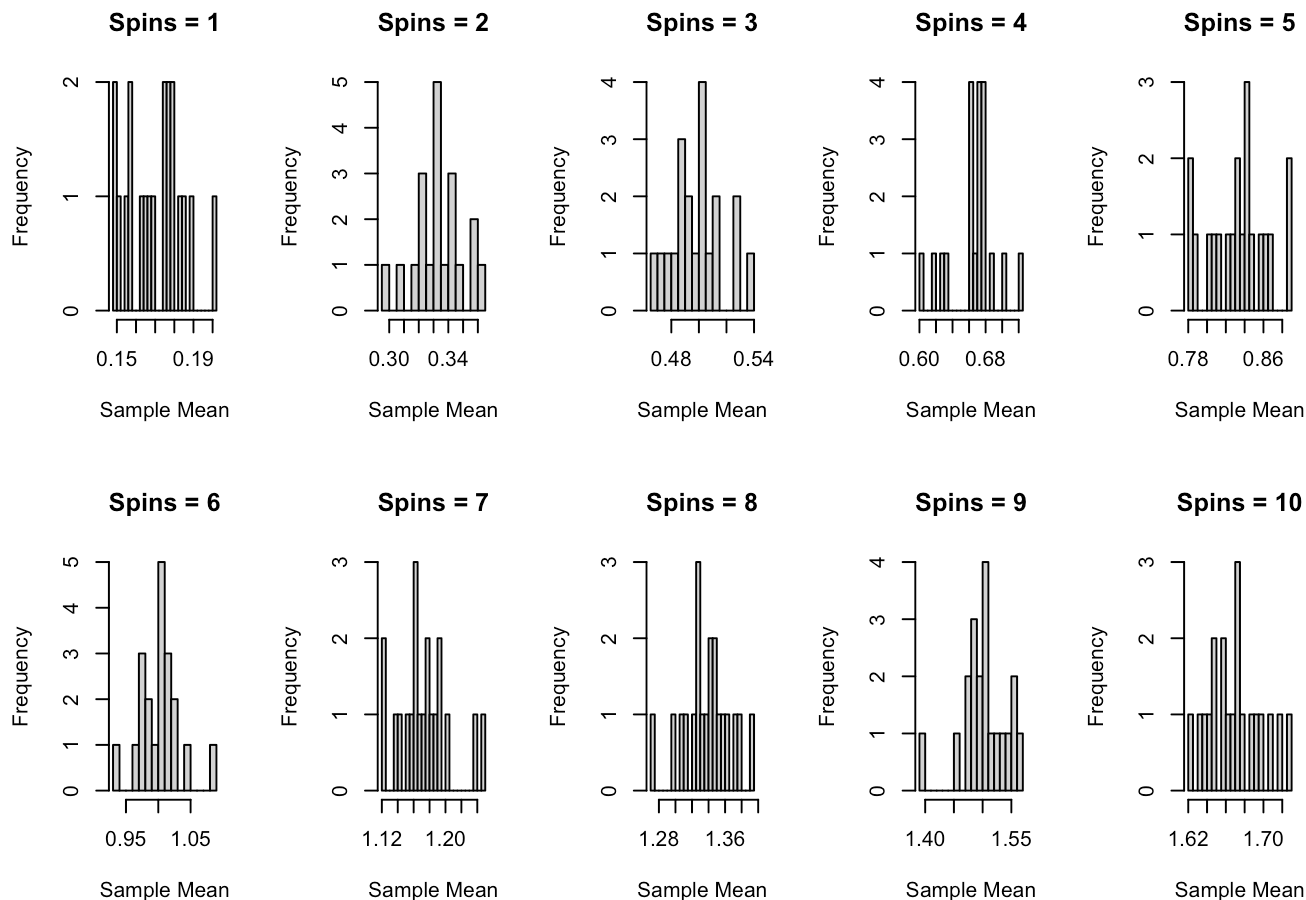 Spins = 1
Frequency
0 1 2
0.15 0.19
Sample Mean
Spins = 2
Frequency
0 1 2 3 4 5
0.30 0.34
Sample Mean
Spins = 3
Frequency
0 1 2 3 4
0.48 0.54
Sample Mean
Spins = 4
Frequency
0 1 2 3 4
0.60 0.68
Sample Mean
Spins = 5
Frequency
0 1 2 3
0.78 0.86
Sample Mean
Spins = 6
Frequency
0 1 2 3 4 5
0.95 1.05
Sample Mean
Spins = 7
Frequency
0 1 2 3
1.12 1.20
Sample Mean
Spins = 8
Frequency
0 1 2 3
1.28 1.36
Sample Mean
Spins = 9
Frequency
0 1 2 3 4
1.40 1.55
Sample Mean
Spins = 10
Frequency
0 1 2 3
1.62 1.70
Sample Mean